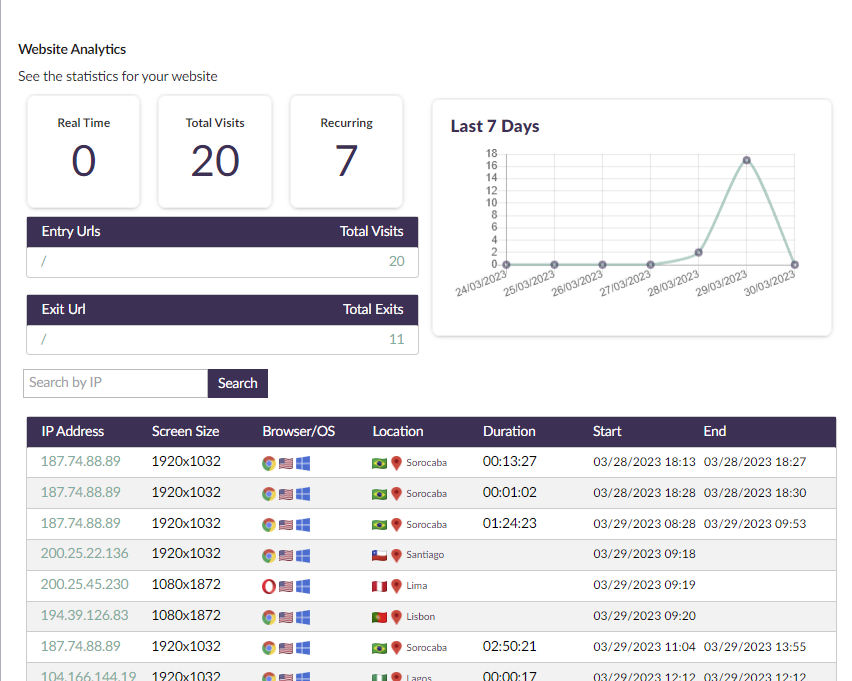 Website Analytics
See the statistics for your website
Real Time
0
Total Visits
20
Recurring
7
Entry Urls Total Visits
/ 20
Exit Url Total Exits
/ 11
Last 7 Days
18
16
14
12
10
8
6
4
2
0
24/03/2023 25/03/2023 26/03/2023 27/03/2023 28/03/2023 29/03/2023 30/03/2023
Search by IP Search
IP Address Screen Size Browser/OS Location Duration Start End
187.74.88.89 1920x1032 Sorocaba 00:13:27 03/28/2023 18:13 03/28/2023 18:27
187.74.88.89 1920x1032 Sorocaba 00:01:02 03/28/2023 18:28 03/28/2023 18:30
187.74.88.89 1920x1032 Sorocaba 01:24:23 03/29/2023 08:28 03/29/2023 09:53
200.25.22.136 1920x1032 Santiago 03/29/2023 09:18
200.25.45.230 1080x1872 Lima 03/29/2023 09:19
194.39.126.83 1080x1872 Lisbon 03/29/2023 09:20
187.74.88.89 1920x1032 Sorocaba 02:50:21 03/29/2023 11:04 03/29/2023 13:55
104.166.144.19 1920x1032 Lagos 00:00:17 03/29/2023 12:12 03/29/2023 12:12